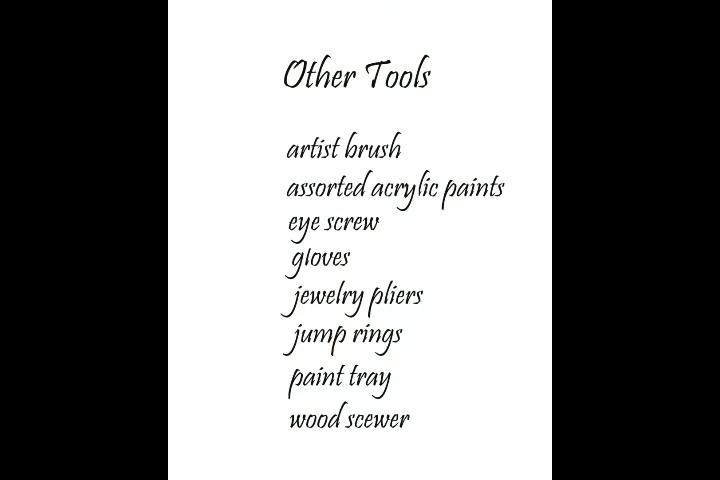 Other Tools
artist brush
assorted acrylic paints
eye screw
gloves
jewelry pliers
jump rings
paint tray
wood scewer